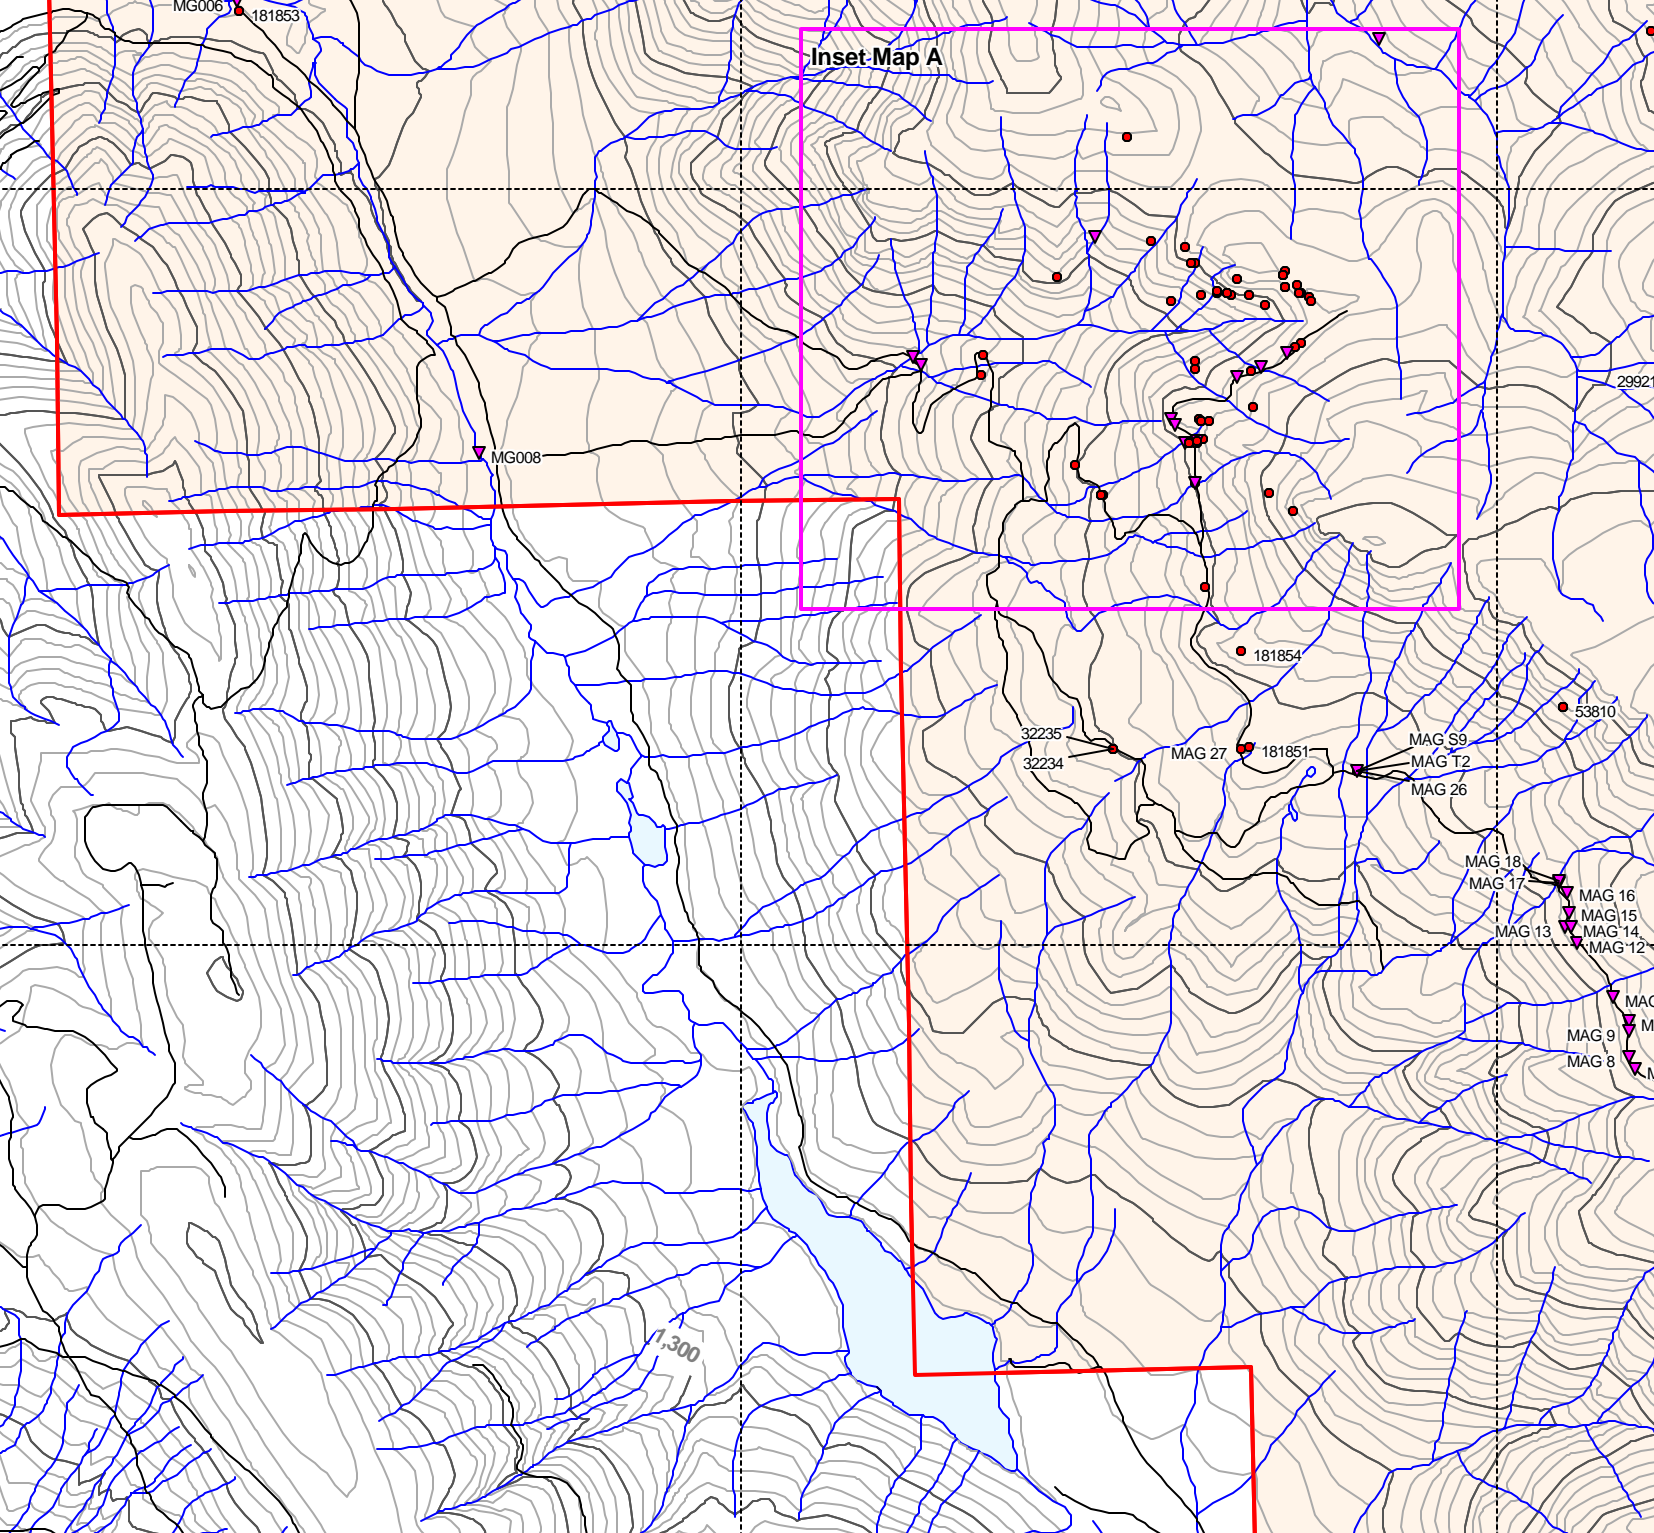 MG006
181853
Inset Map A
29921
MG008
181854
53810
32235
32234
MAG 27
181851
MAG S9
MAG T2
MAG 26
MAG 18
MAG 17
MAG 16
MAG 15
MAG 13
MAG 14
MAG 12
MAG
M
MAG 9
MAG 8
M
1,300